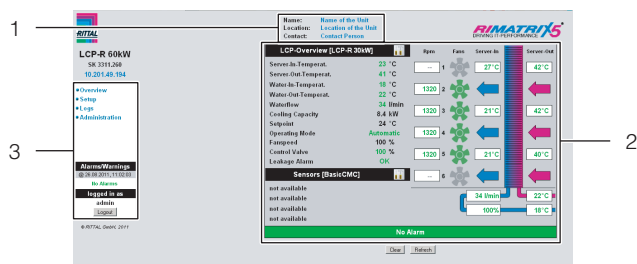 1
RITTAL
Name: Name of the Unit
Location: Location of the Unit
Contact: Contact Person
RIMATRIX5
DRIVING IT-PERFORMANCE
LCP-R 60kW
SK 3311.260
10.201.49.194
Overview
Setup
Logs
Administration
3
Alarms/Warnings
@ 26.08.2011, 11:02:03
No Alarms
logged in as
admin
Logout
© RITTAL GmbH, 2011
LCP-Overview [LCP-R 30kW]
Server-In-Temperat. 23 °C
Server-Out-Temperat. 41 °C
Water-In-Temperat. 18 °C
Water-Out-Temperat. 22 °C
Waterflow 34 l/min
Cooling Capacity 8.4 kW
Setpoint 24 °C
Operating Mode Automatic
Fanspeed 100 %
Control Valve 100 %
Leakage Alarm OK
Sensors [BasicCMC]
not available
not available
not available
not available
Rpm Fans Server-In Server-Out
-- 1 27°C 42°C
1320 2
1320 3 21°C 42°C
1320 4
1320 5 21°C 40°C
-- 6
34 l/min 22°C
100% 18°C
No Alarm
Clear Refresh
2